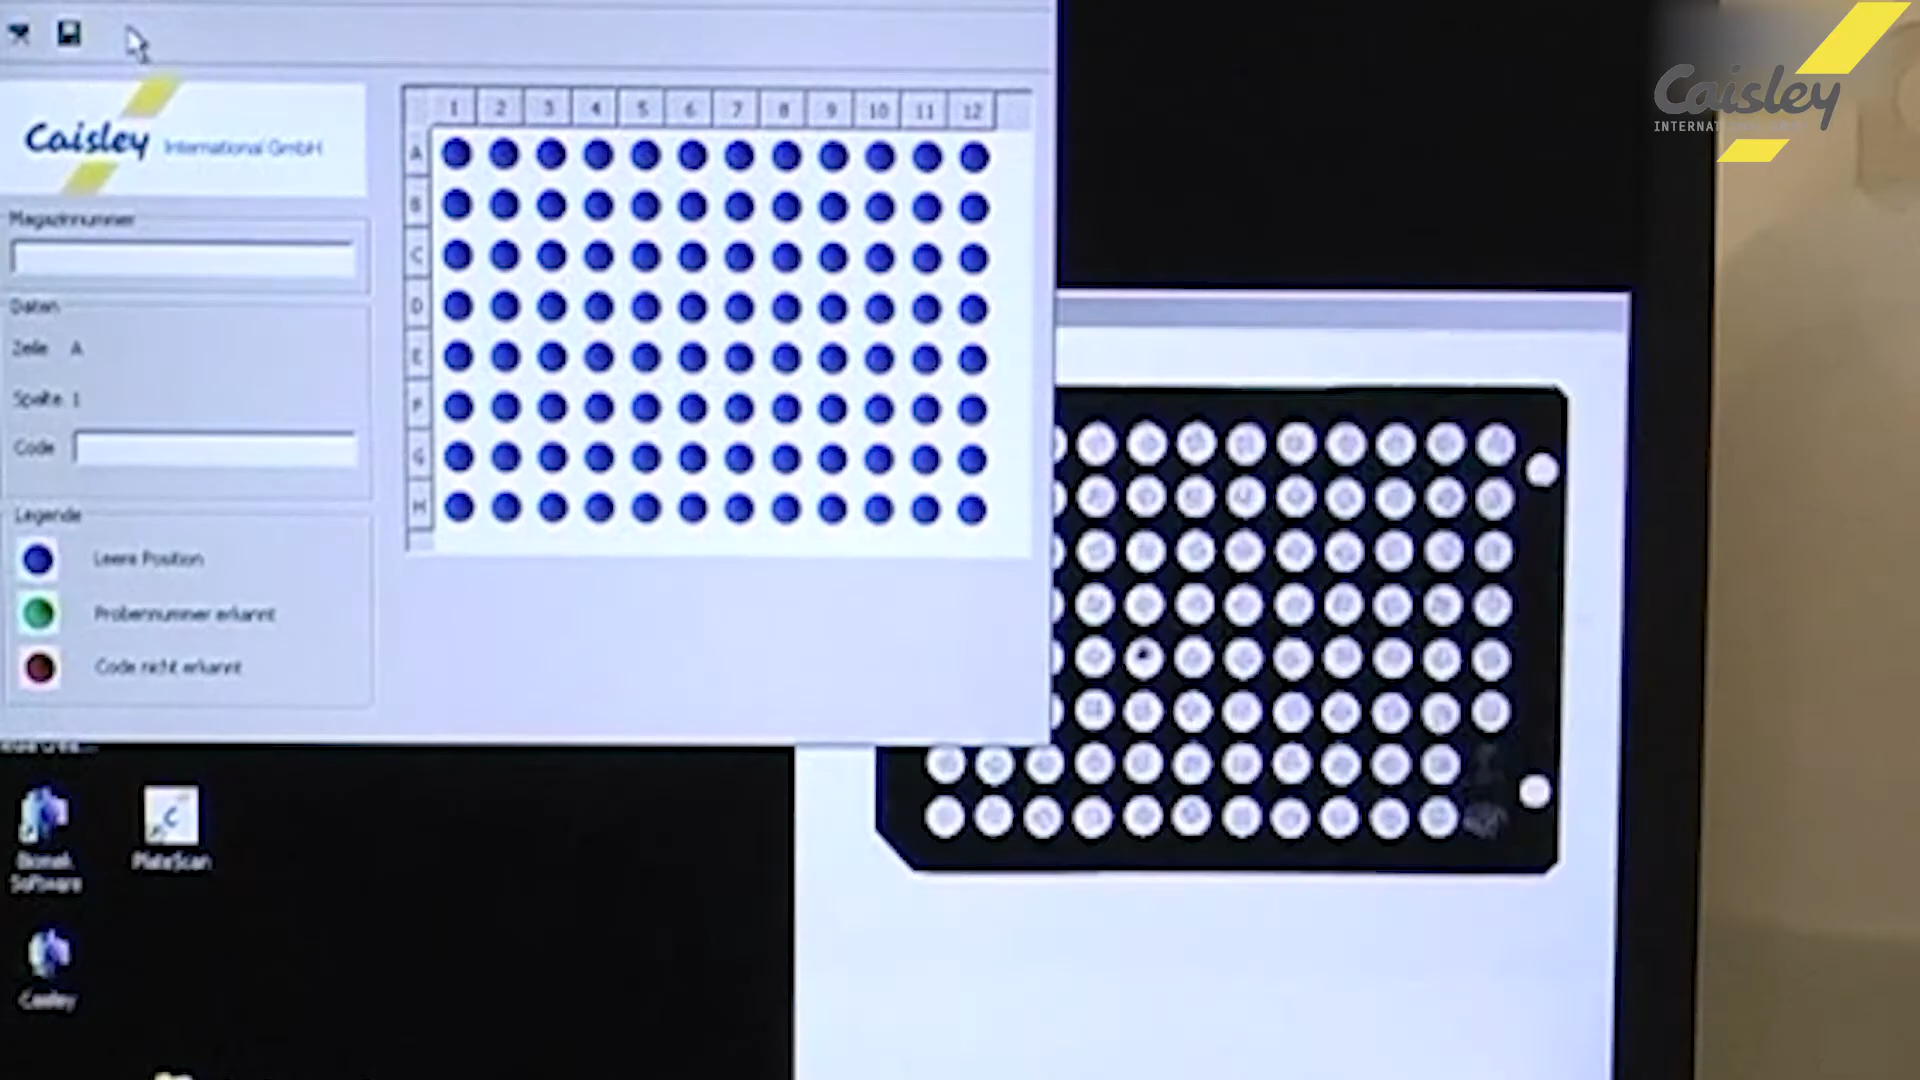 Caisley
INTERNAT
Caisley International GmbH
1 2 3 4 5 6 7 8 9 10 11 12
A
B
C
D
E
F
G
H
Magazinnummer
Daten
Zeile A
Spalte 1
Code
Legende
Leere Position
Probennummer erkannt
Code nicht erkannt
Software
PlateScan
Caisley